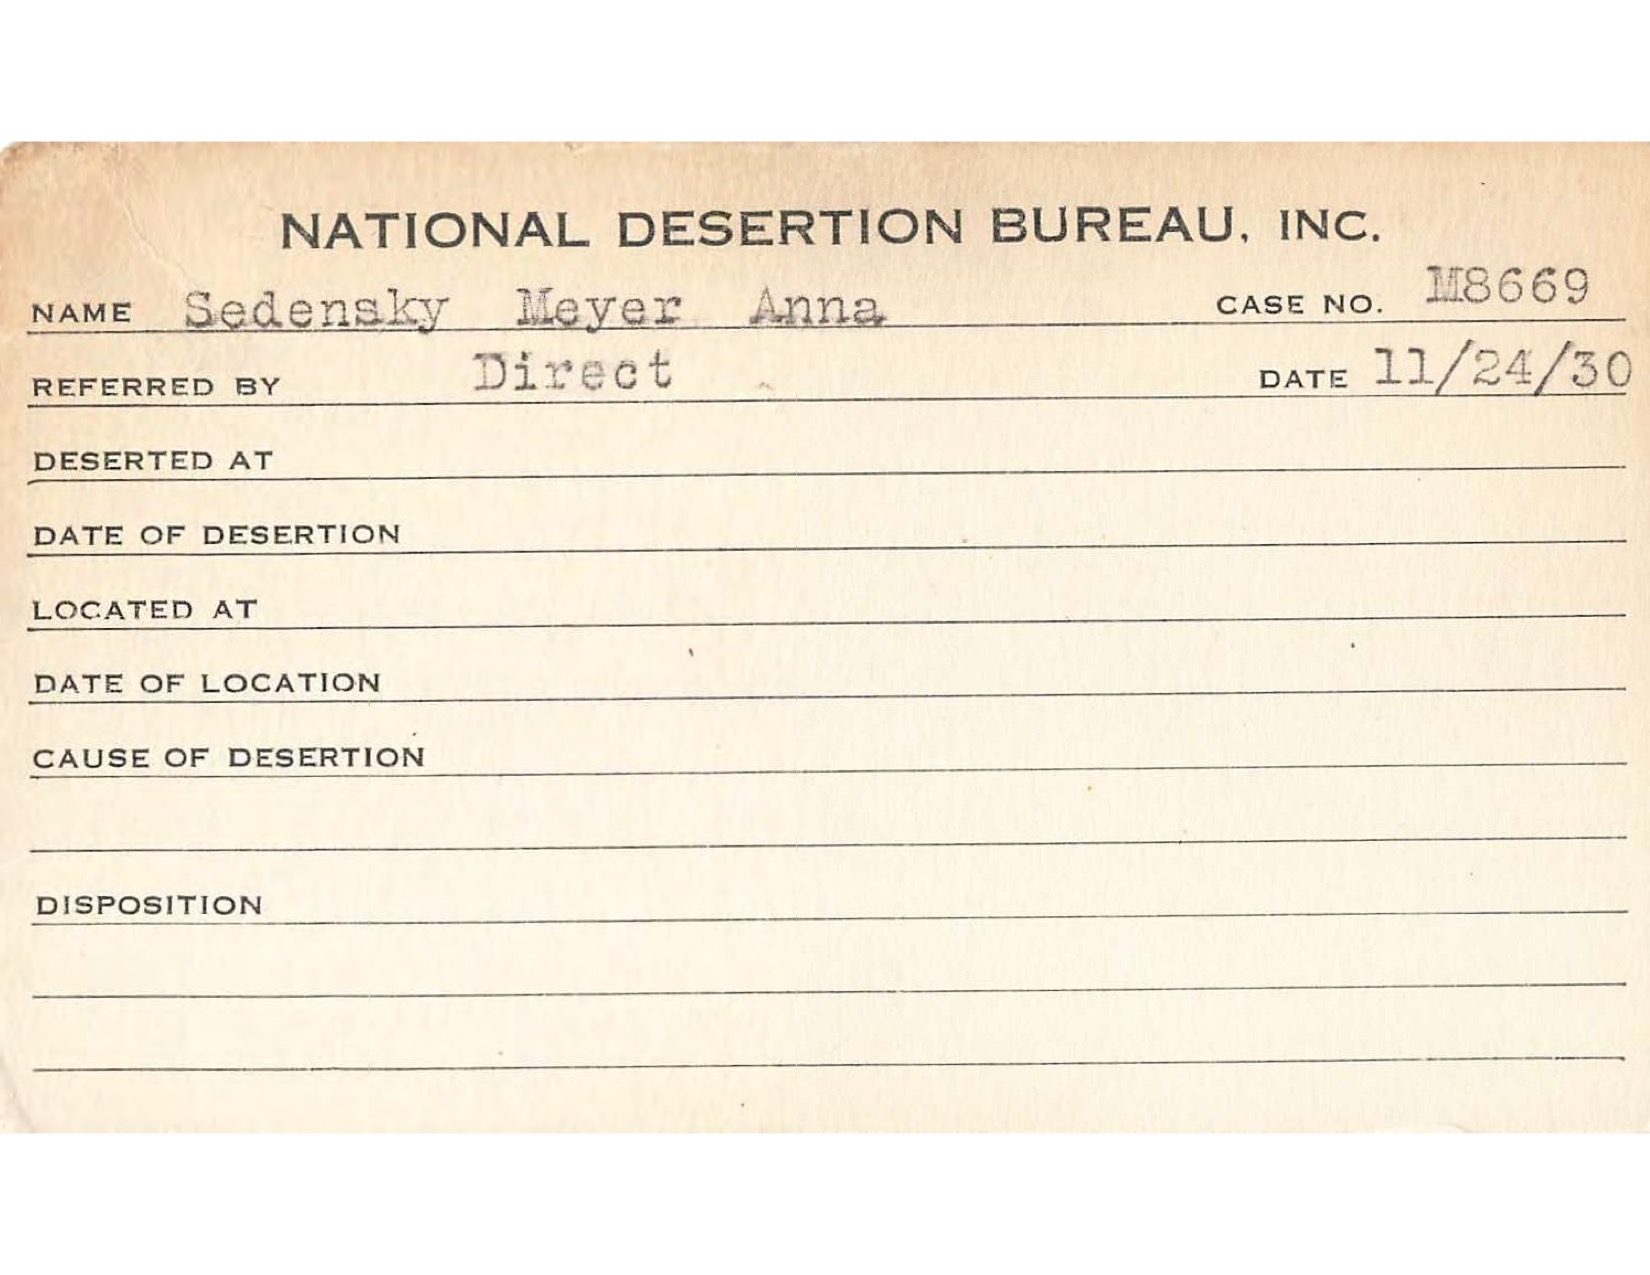 NATIONAL DESERTION BUREAU, INC.
NAME Sedensky Meyer Anna CASE NO. M8669
REFERRED BY Direct DATE 11/24/30
DESERTED AT
DATE OF DESERTION
LOCATED AT
DATE OF LOCATION
CAUSE OF DESERTION
DISPOSITION